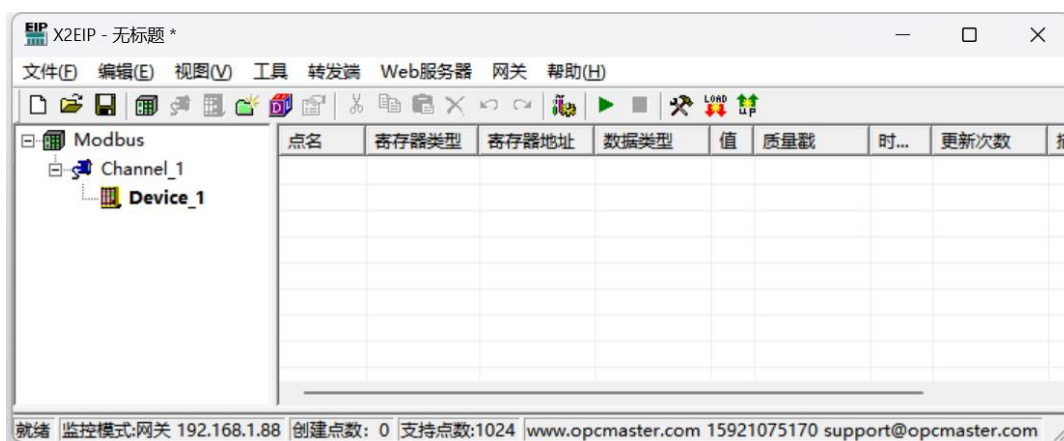 EIP X2EIP - 无标题 *
文件(F) 编辑(E) 视图(V) 工具 转发端 Web服务器 网关 帮助(H)
LOAD UP
Modbus
Channel_1
Device_1
点名 寄存器类型 寄存器地址 数据类型 值 质量戳 时... 更新次数
就绪 监控模式:网关 192.168.1.88 创建点数: 0 支持点数:1024 www.opcmaster.com 15921075170 support@opcmaster.com